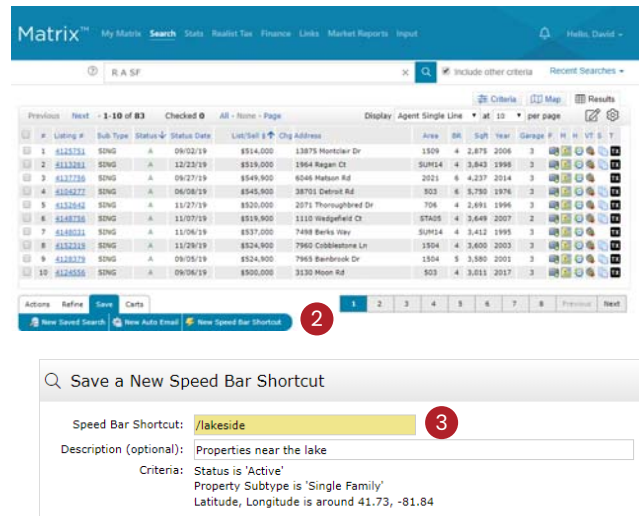 Matrix™ My Matrix Search Stats Realist Tax Finance Links Market Reports Input Hello, David
R A SF × Include other criteria Recent Searches
Criteria Map Results
Previous Next · 1-10 of 83 Checked 0 All · None · Page Display Agent Single Line at 10 per page
# Listing # Sub Type Status Status Date List/Sell $ Chg Address Area BR Sqft Year Garage P M H VT S T
1 4125751 SING A 09/02/19 $514,000 13875 Montclair Dr 1509 4 2,875 2006 3 TX
2 4113261 SING A 12/23/19 $519,000 1964 Regan Ct SUM14 4 3,843 1998 3 TX
3 4137756 SING A 09/27/19 $549,900 6046 Matson Rd 2021 6 4,237 2014 3 TX
4 4104277 SING A 06/08/19 $545,900 38701 Detroit Rd 503 6 5,750 1976 3 TX
5 4152642 SING A 11/27/19 $520,000 2071 Thoroughbred Dr 706 4 2,691 1996 3 TX
6 4148756 SING A 11/07/19 $519,900 1110 Wedgefield Ct STA05 4 3,649 2007 2 TX
7 4148031 SING A 11/06/19 $537,000 7498 Berks Way SUM14 4 3,412 1995 3 TX
8 4152319 SING A 11/29/19 $524,900 7960 Cobblestone Ln 1504 4 3,600 2003 3 TX
9 4128379 SING A 09/05/19 $524,900 7965 Bainbrook Dr 1504 5 3,580 2001 3 TX
10 4124556 SING A 09/06/19 $500,000 3130 Moon Rd 503 4 3,011 2017 3 TX
Actions Refine Save Carts 1 2 3 4 5 6 7 8 Previous Next
New Saved Search New Auto Email New Speed Bar Shortcut 2
Save a New Speed Bar Shortcut
Speed Bar Shortcut: /lakeside 3
Description (optional): Properties near the lake
Criteria: Status is 'Active'
Property Subtype is 'Single Family'
Latitude, Longitude is around 41.73, -81.84